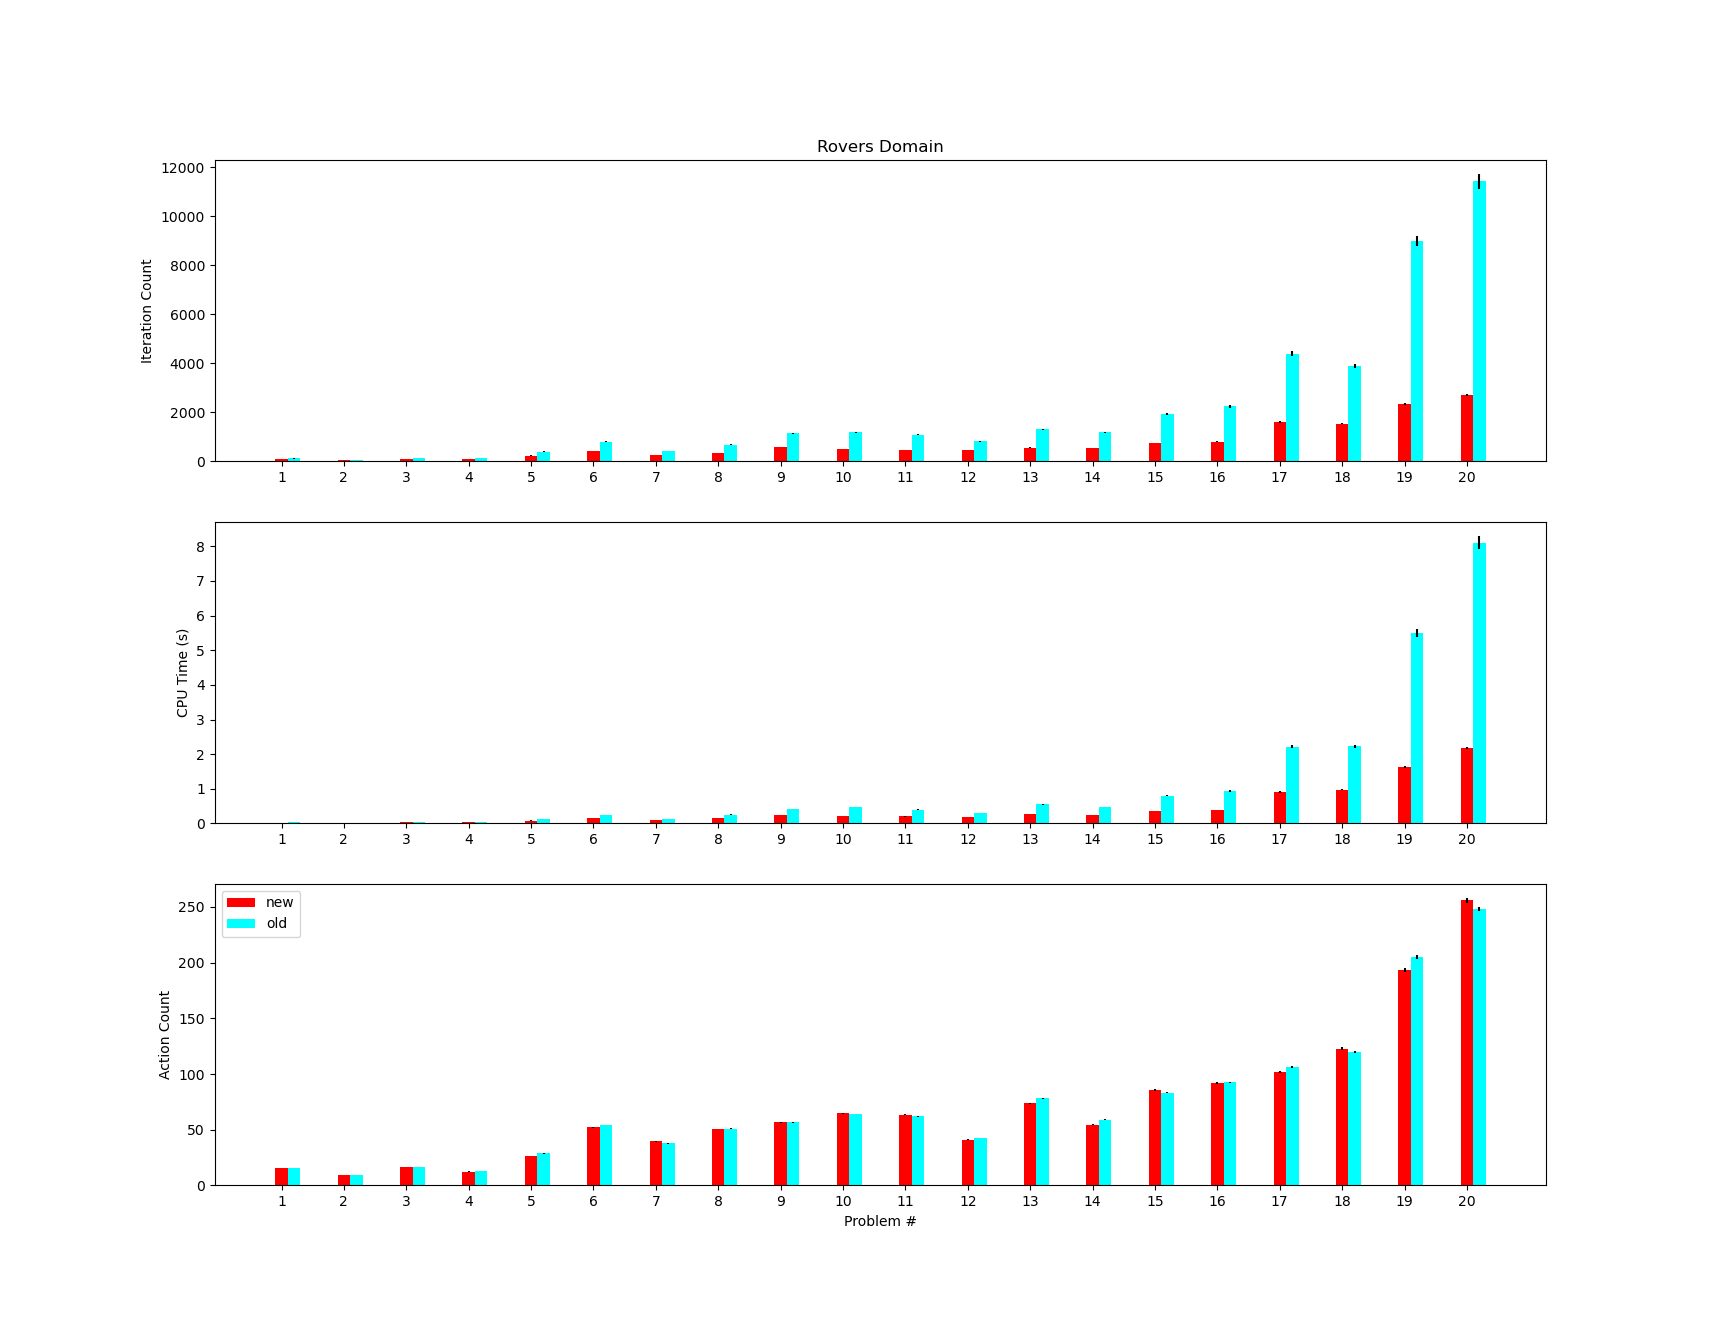 Rovers Domain
12000
10000
8000
6000
4000
2000
0
Iteration Count
1 2 3 4 5 6 7 8 9 10 11 12 13 14 15 16 17 18 19 20
8
7
6
5
4
3
2
1
0
CPU Time (s)
1 2 3 4 5 6 7 8 9 10 11 12 13 14 15 16 17 18 19 20
new
old
250
200
150
100
50
0
Action Count
1 2 3 4 5 6 7 8 9 10 11 12 13 14 15 16 17 18 19 20
Problem #